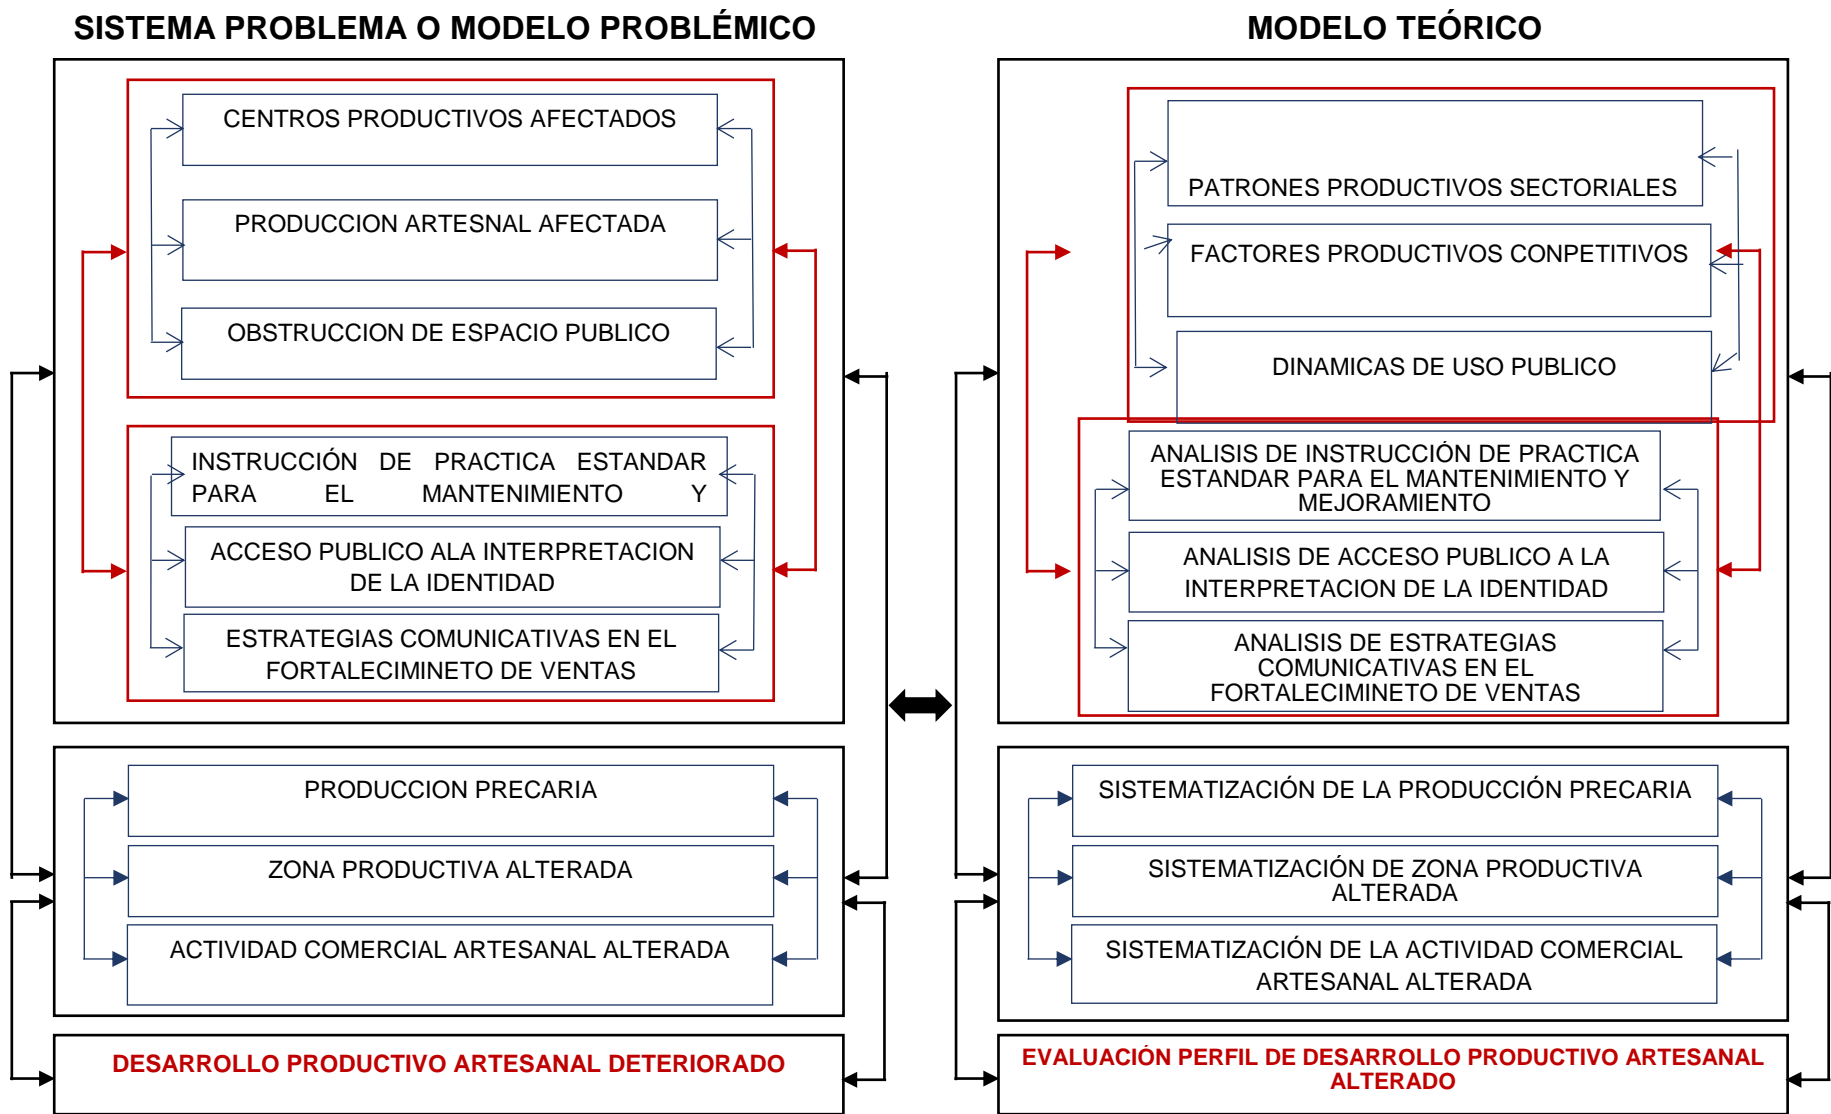 SISTEMA PROBLEMA O MODELO PROBLÉMICO
CENTROS PRODUCTIVOS AFECTADOS
PRODUCCION ARTESNAL AFECTADA
OBSTRUCCION DE ESPACIO PUBLICO
INSTRUCCIÓN DE PRACTICA ESTANDAR
PARA EL MANTENIMIENTO Y
ACCESO PUBLICO ALA INTERPRETACION
DE LA IDENTIDAD
ESTRATEGIAS COMUNICATIVAS EN EL
FORTALECIMINETO DE VENTAS
PRODUCCION PRECARIA
ZONA PRODUCTIVA ALTERADA
ACTIVIDAD COMERCIAL ARTESANAL ALTERADA
DESARROLLO PRODUCTIVO ARTESANAL DETERIORADO
MODELO TEÓRICO
PATRONES PRODUCTIVOS SECTORIALES
FACTORES PRODUCTIVOS CONPETITIVOS
DINAMICAS DE USO PUBLICO
ANALISIS DE INSTRUCCIÓN DE PRACTICA
ESTANDAR PARA EL MANTENIMIENTO Y
MEJORAMIENTO
ANALISIS DE ACCESO PUBLICO A LA
INTERPRETACION DE LA IDENTIDAD
ANALISIS DE ESTRATEGIAS
COMUNICATIVAS EN EL
FORTALECIMINETO DE VENTAS
SISTEMATIZACIÓN DE LA PRODUCCIÓN PRECARIA
SISTEMATIZACIÓN DE ZONA PRODUCTIVA
ALTERADA
SISTEMATIZACIÓN DE LA ACTIVIDAD COMERCIAL
ARTESANAL ALTERADA
EVALUACIÓN PERFIL DE DESARROLLO PRODUCTIVO ARTESANAL
ALTERADO